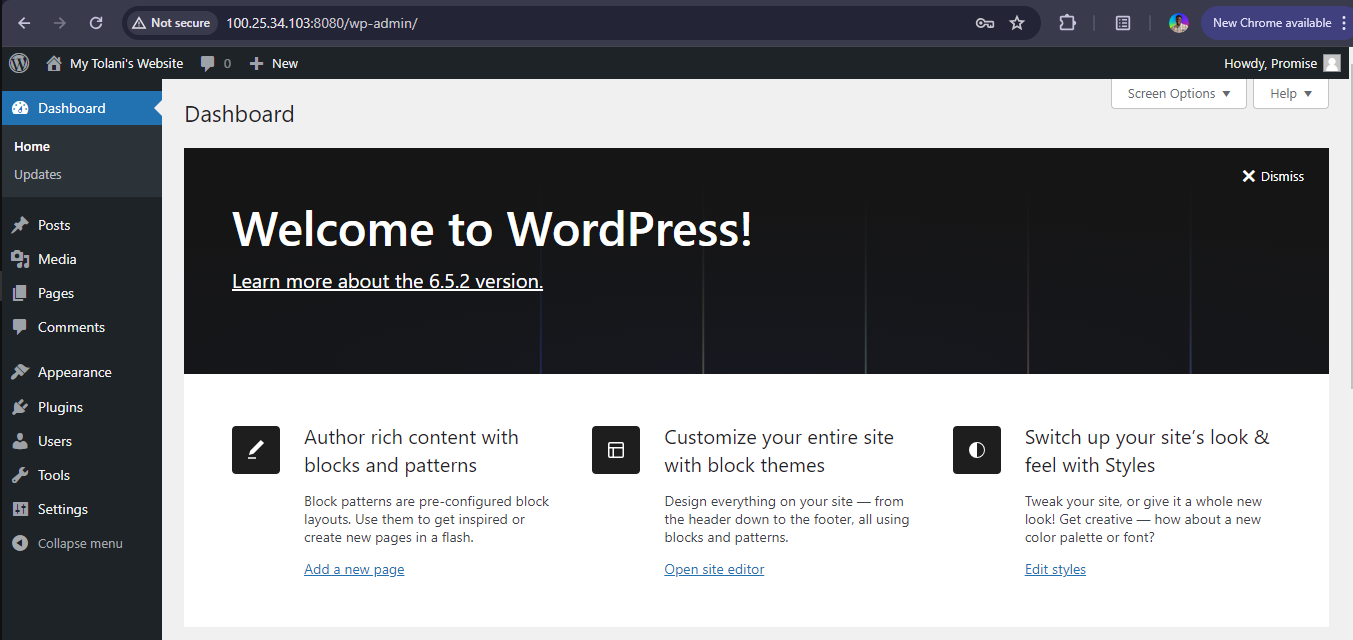 Not secure
100.25.34.103:8080/wp-admin/
New Chrome available
My Tolani's Website
0
New
Howdy, Promise
Dashboard
Home
Updates
Posts
Media
Pages
Comments
Appearance
Plugins
Users
Tools
Settings
Collapse menu
Screen Options
Help
Dashboard
Dismiss
Welcome to WordPress!
Learn more about the 6.5.2 version.
Author rich content with
blocks and patterns
Block patterns are pre-configured block
layouts. Use them to get inspired or
create new pages in a flash.
Add a new page
Customize your entire site
with block themes
Design everything on your site — from
the header down to the footer, all using
blocks and patterns.
Open site editor
Switch up your site’s look &
feel with Styles
Tweak your site, or give it a whole new
look! Get creative — how about a new
color palette or font?
Edit styles